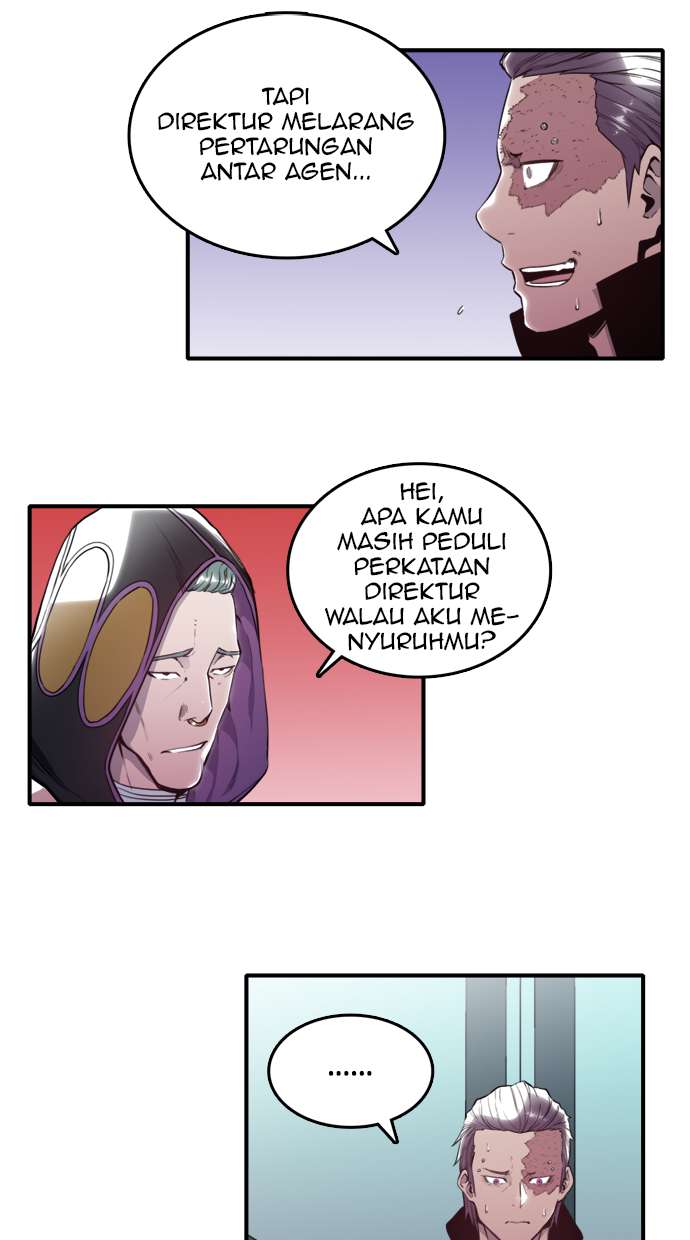 TAPI
DIREKTUR MELARANG
PERTARUNGAN
ANTAR AGEN...
HEI,
APA KAMU
MASIH PEDULI
PERKATAAN
DIREKTUR
WALAU AKU ME-
NYURUHMU?
......